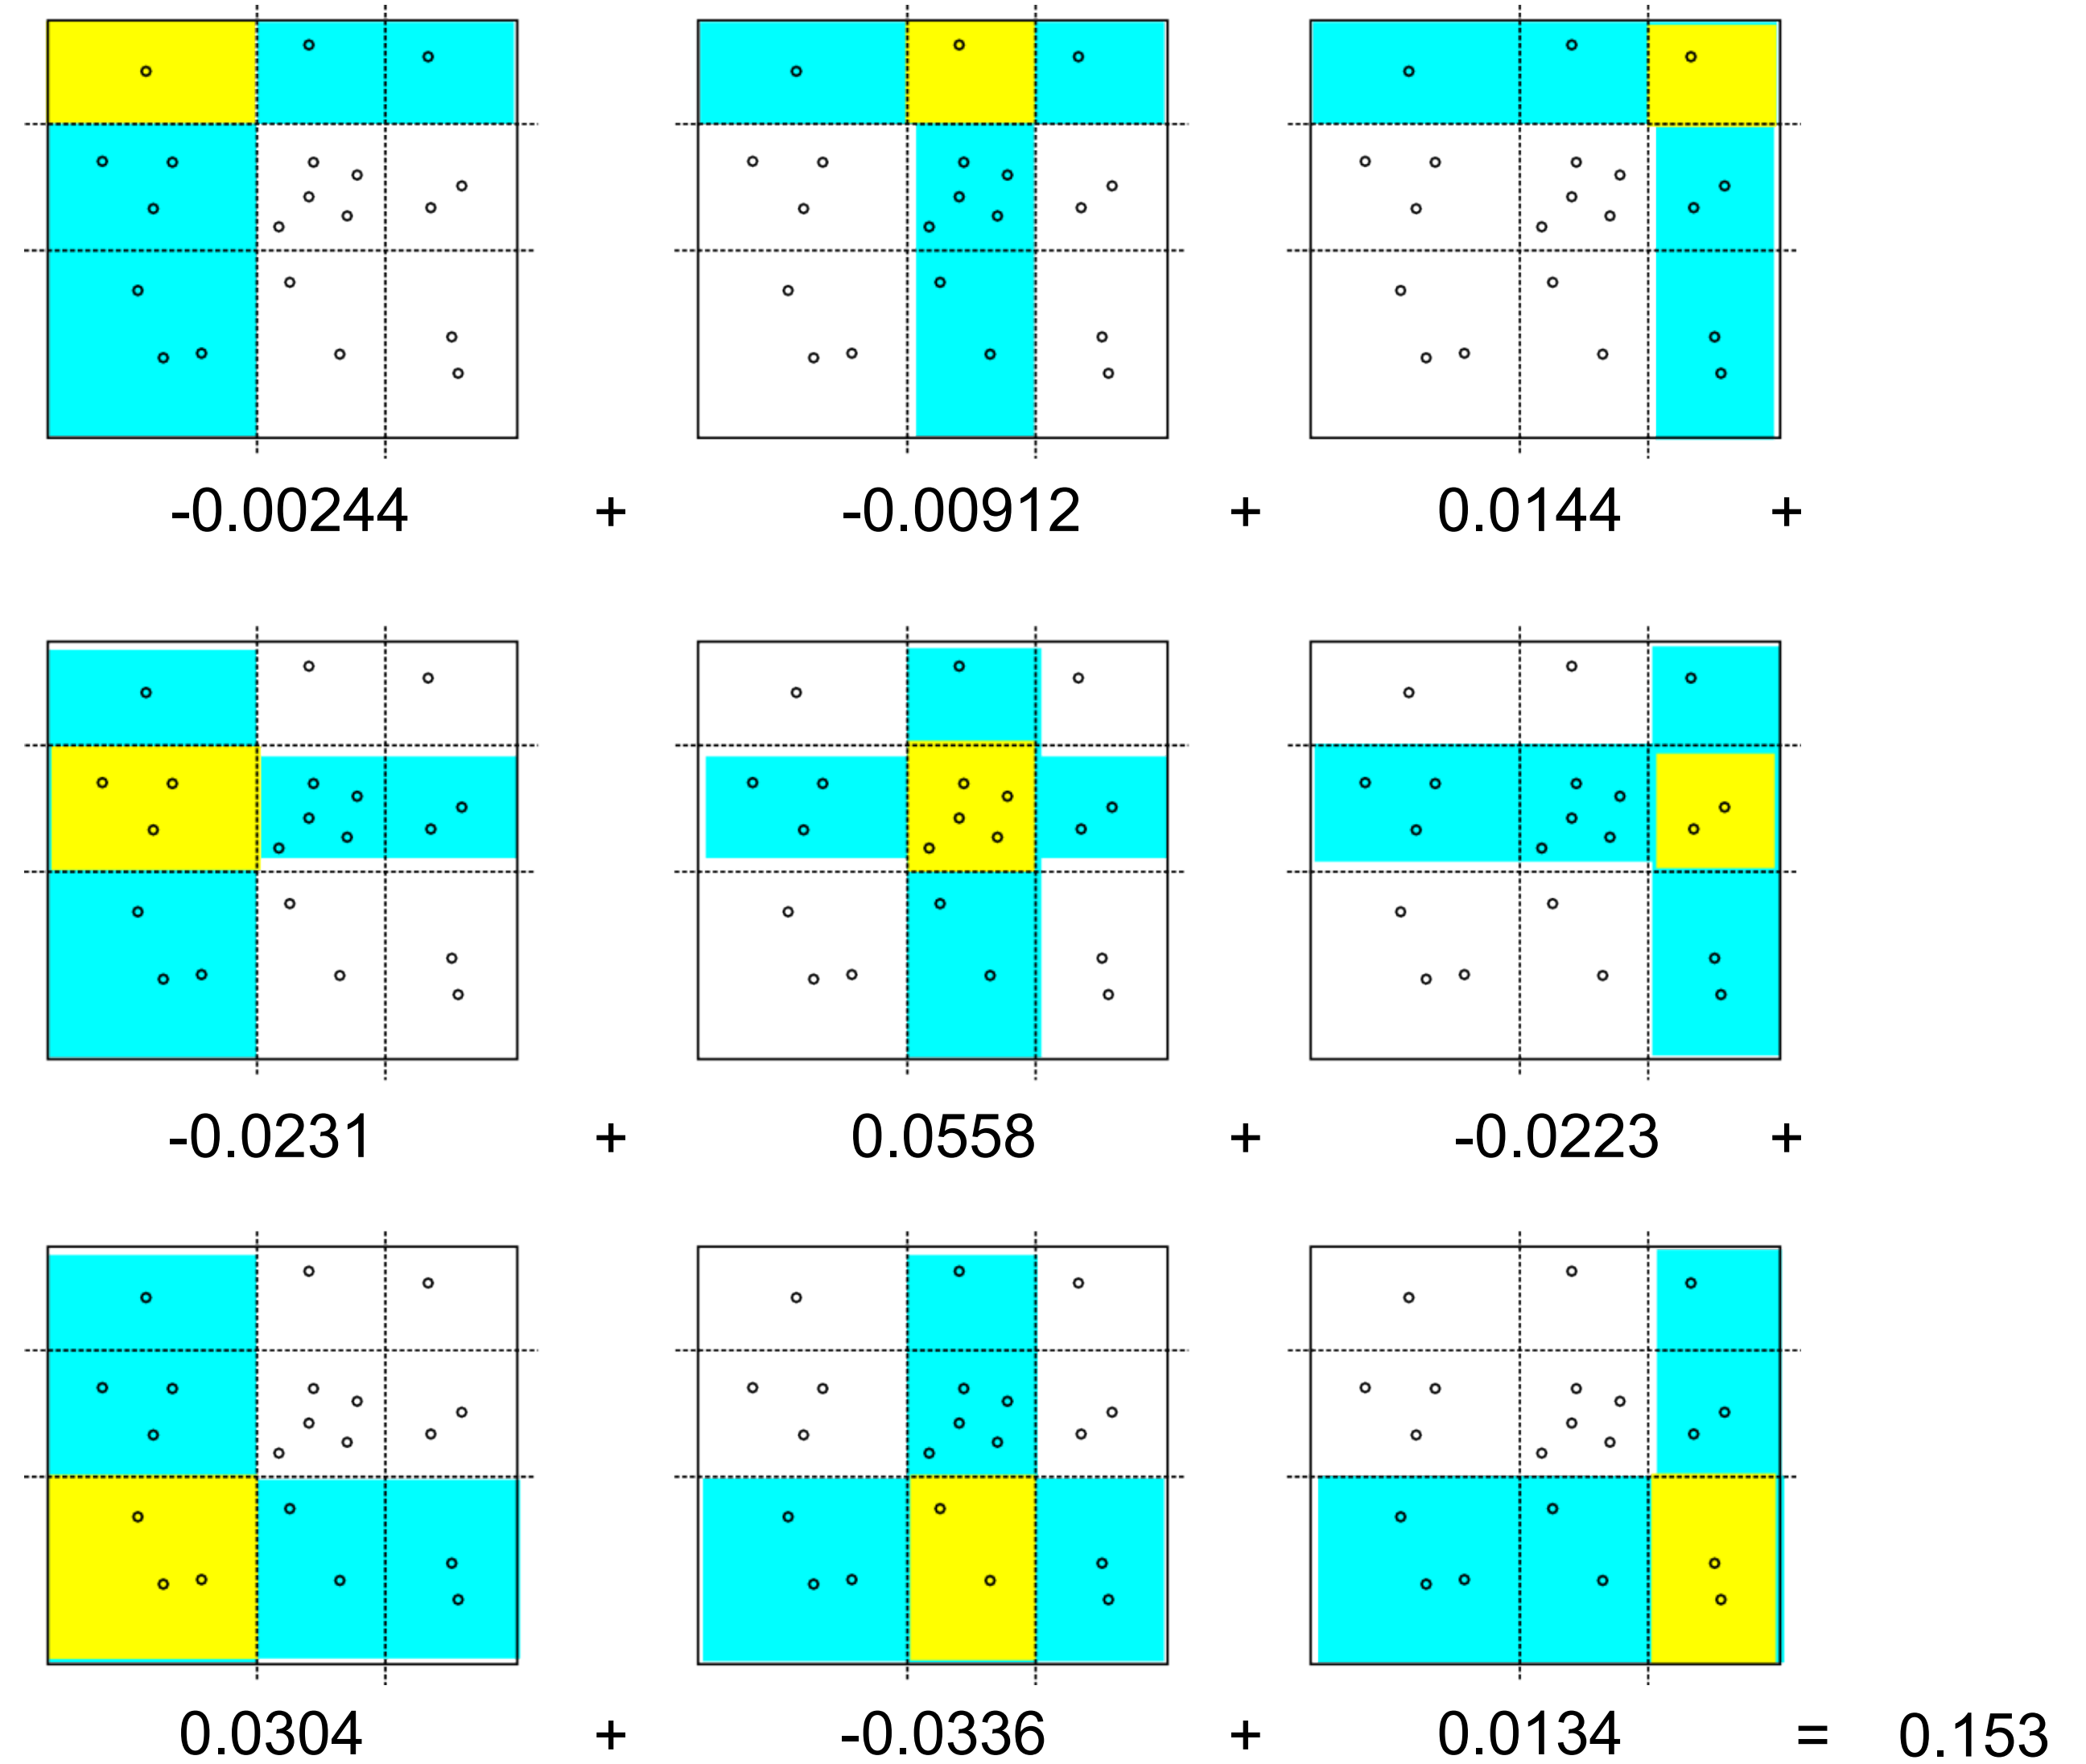 -0.00244 + -0.00912 + 0.0144 +
-0.0231 + 0.0558 + -0.0223 +
0.0304 + -0.0336 + 0.0134 = 0.153